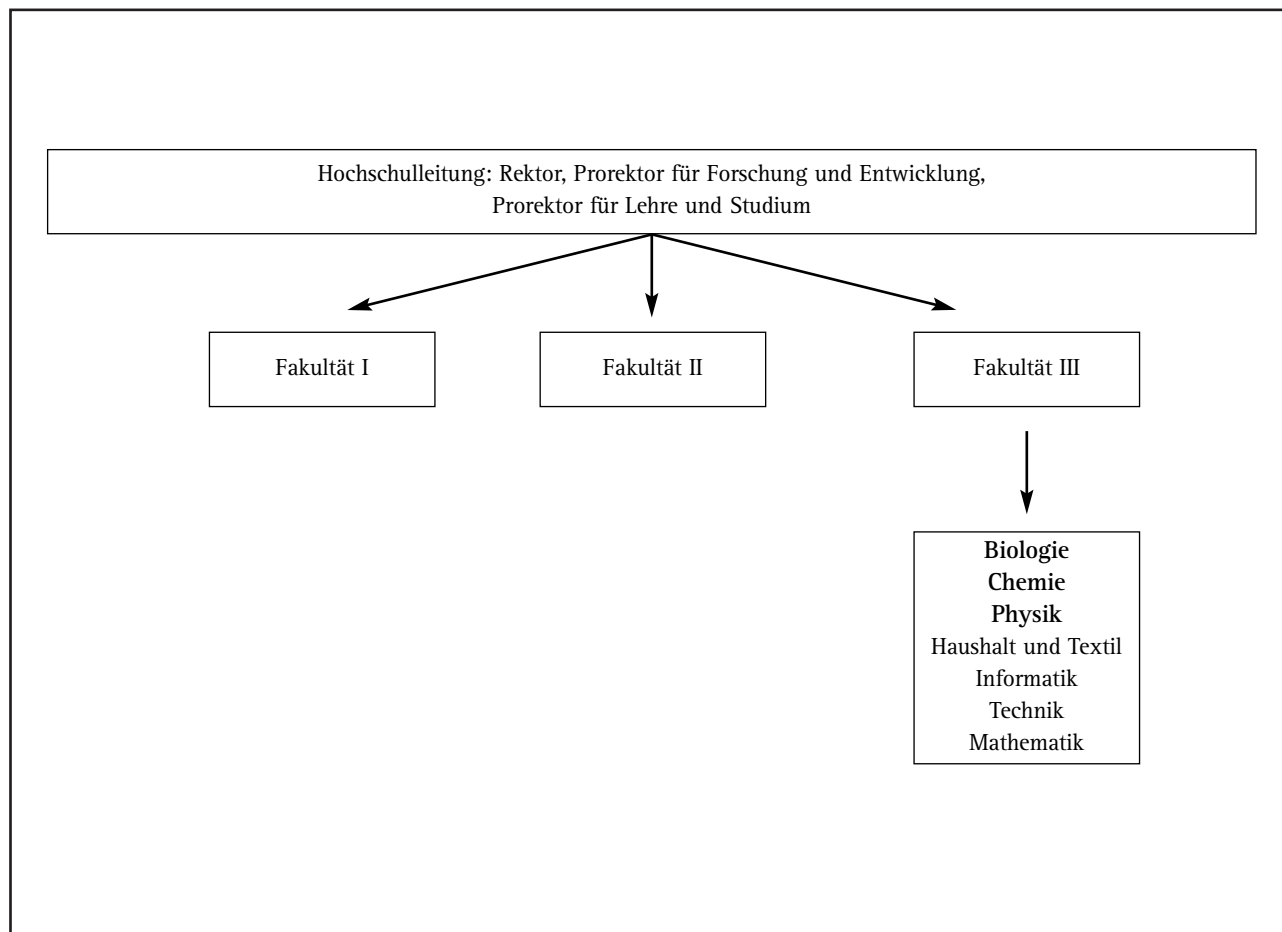 Hochschulleitung: Rektor, Prorektor für Forschung und Entwicklung,
Prorektor für Lehre und Studium
Fakultät I
Fakultät II
Fakultät III
Biologie
Chemie
Physik
Haushalt und Textil
Informatik
Technik
Mathematik